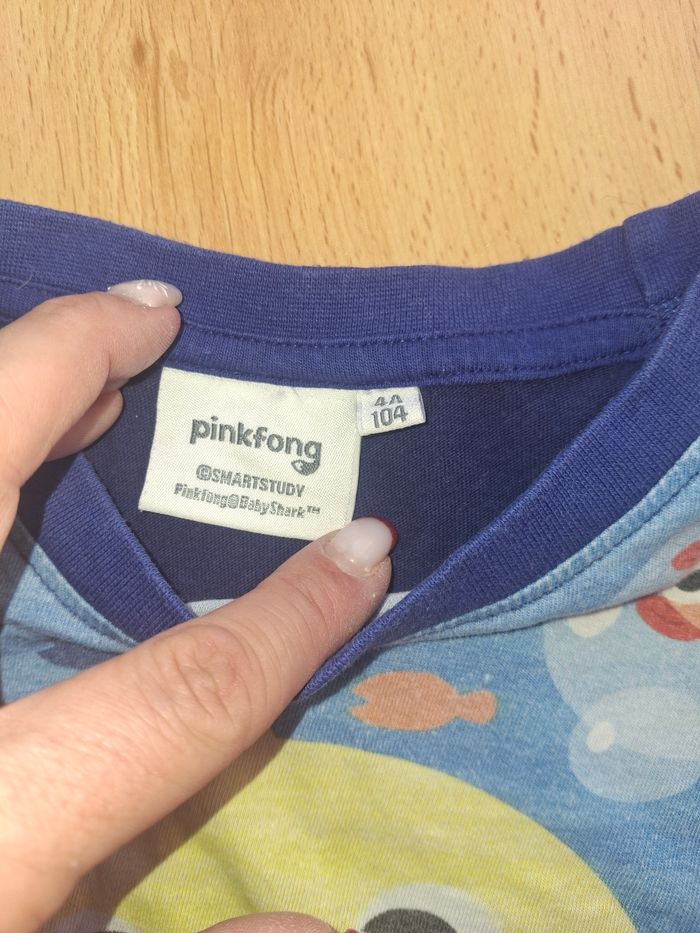 pinkfong
©SMARTSTUDY
Pinkfong@BabyShark™
4A
104